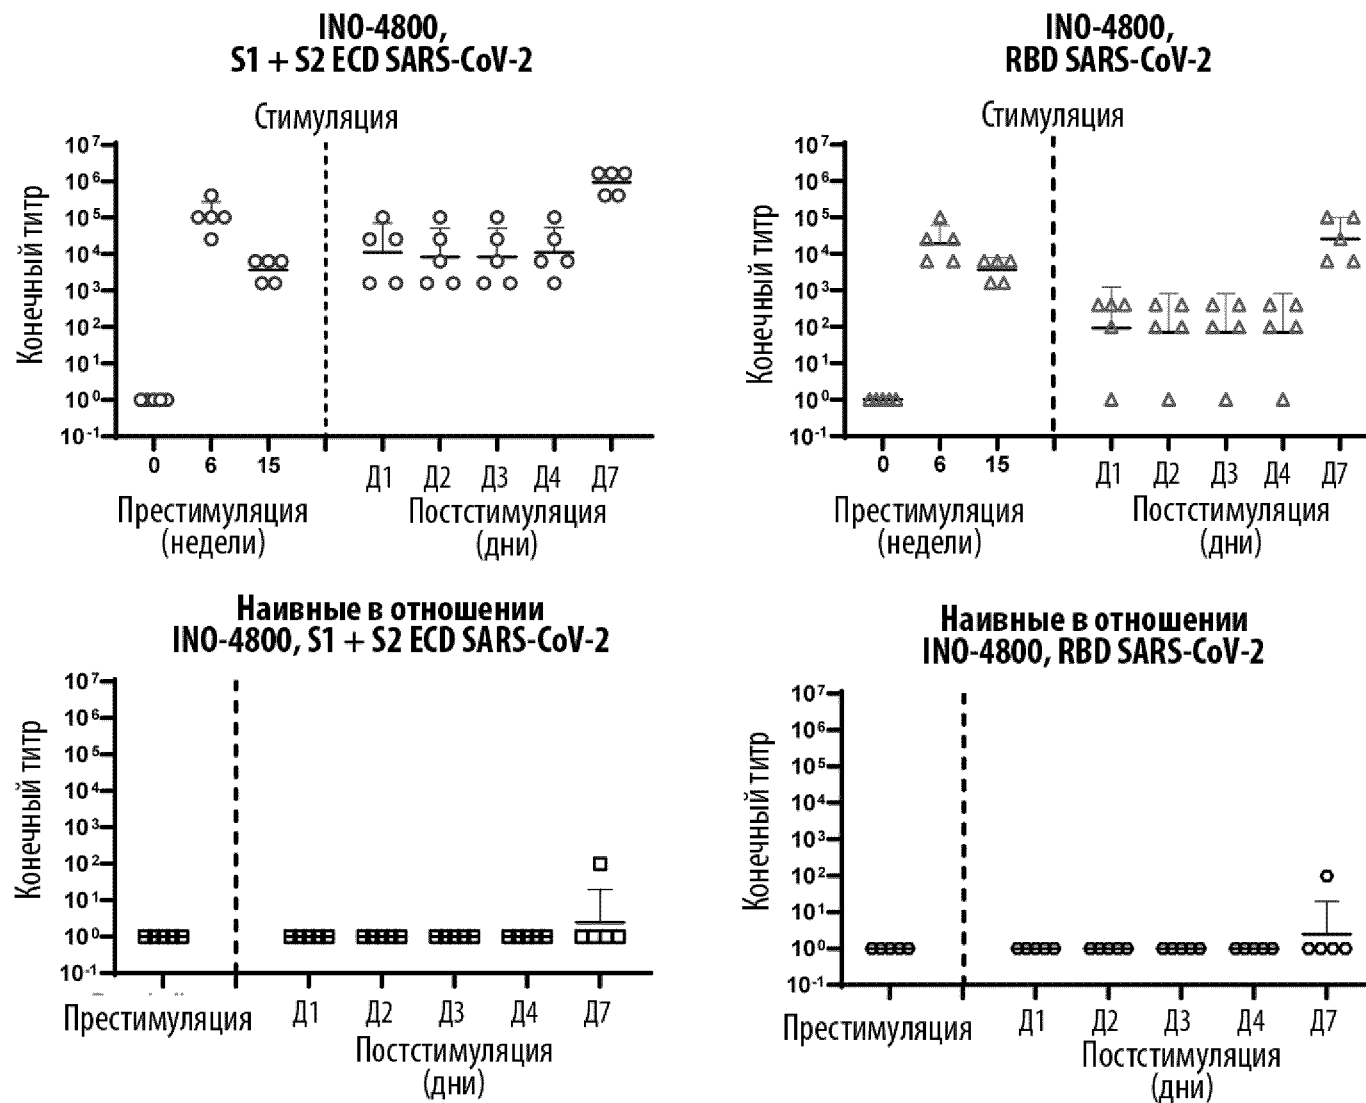 INO-4800,
S1 + S2 ECD SARS-CoV-2
Стимуляция
Конечный титр
10⁷
10⁶
10⁵
10⁴
10³
10²
10¹
10⁰
10⁻¹
0 6 15 Д1 Д2 Д3 Д4 Д7
Престимуляция
(недели)
Постстимуляция
(дни)
INO-4800,
RBD SARS-CoV-2
Стимуляция
Конечный титр
10⁷
10⁶
10⁵
10⁴
10³
10²
10¹
10⁰
10⁻¹
0 6 15 Д1 Д2 Д3 Д4 Д7
Престимуляция
(недели)
Постстимуляция
(дни)
Наивные в отношении
INO-4800, S1 + S2 ECD SARS-CoV-2
Конечный титр
10⁷
10⁶
10⁵
10⁴
10³
10²
10¹
10⁰
10⁻¹
Престимуляция Д1 Д2 Д3 Д4 Д7
Постстимуляция
(дни)
Наивные в отношении
INO-4800, RBD SARS-CoV-2
Конечный титр
10⁷
10⁶
10⁵
10⁴
10³
10²
10¹
10⁰
10⁻¹
Престимуляция Д1 Д2 Д3 Д4 Д7
Постстимуляция
(дни)